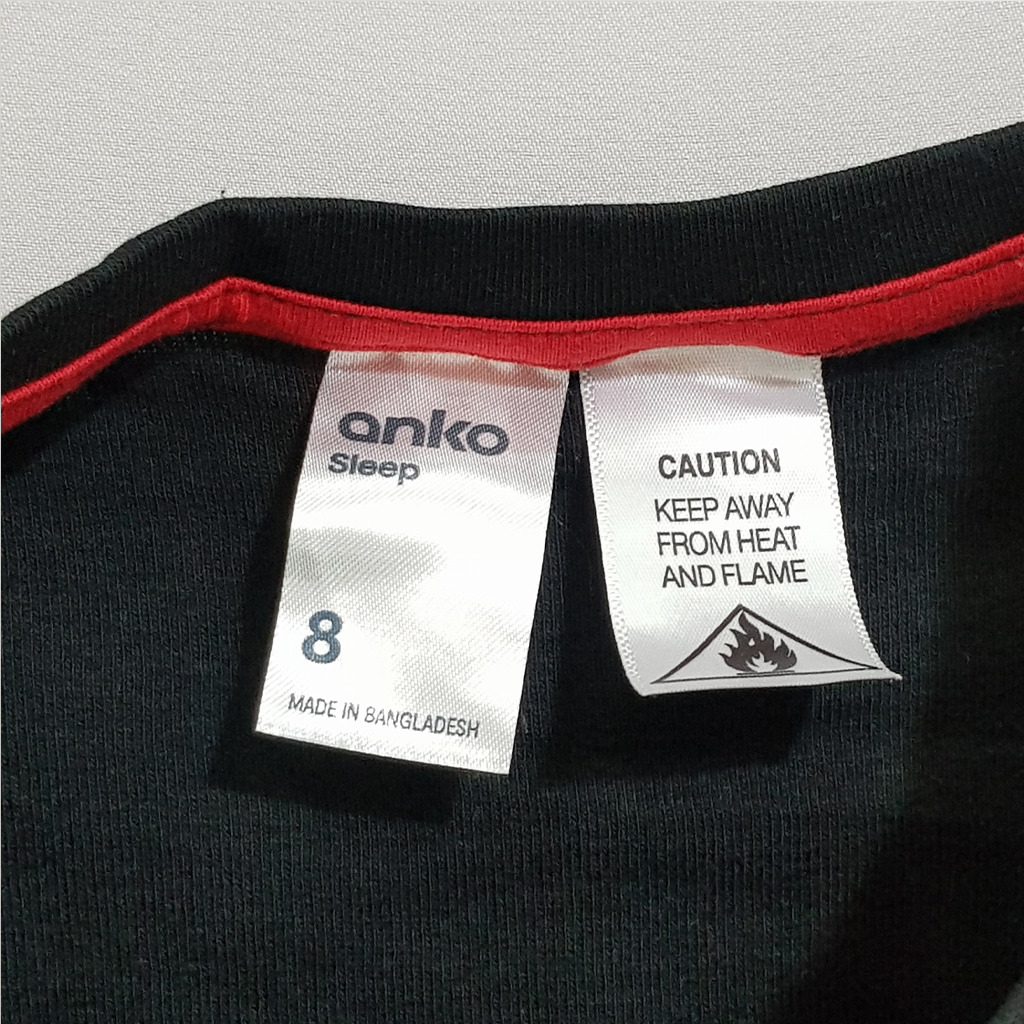 anko
Sleep
8
MADE IN BANGLADESH
CAUTION
KEEP AWAY
FROM HEAT
AND FLAME